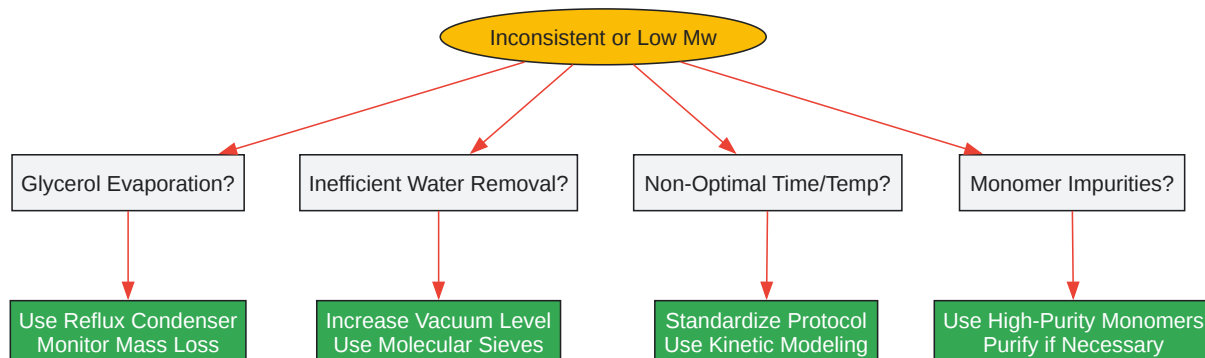 Inconsistent or Low Mw
Glycerol Evaporation?
Inefficient Water Removal?
Non-Optimal Time/Temp?
Monomer Impurities?
Use Reflux Condenser
Monitor Mass Loss
Increase Vacuum Level
Use Molecular Sieves
Standardize Protocol
Use Kinetic Modeling
Use High-Purity Monomers
Purify if Necessary